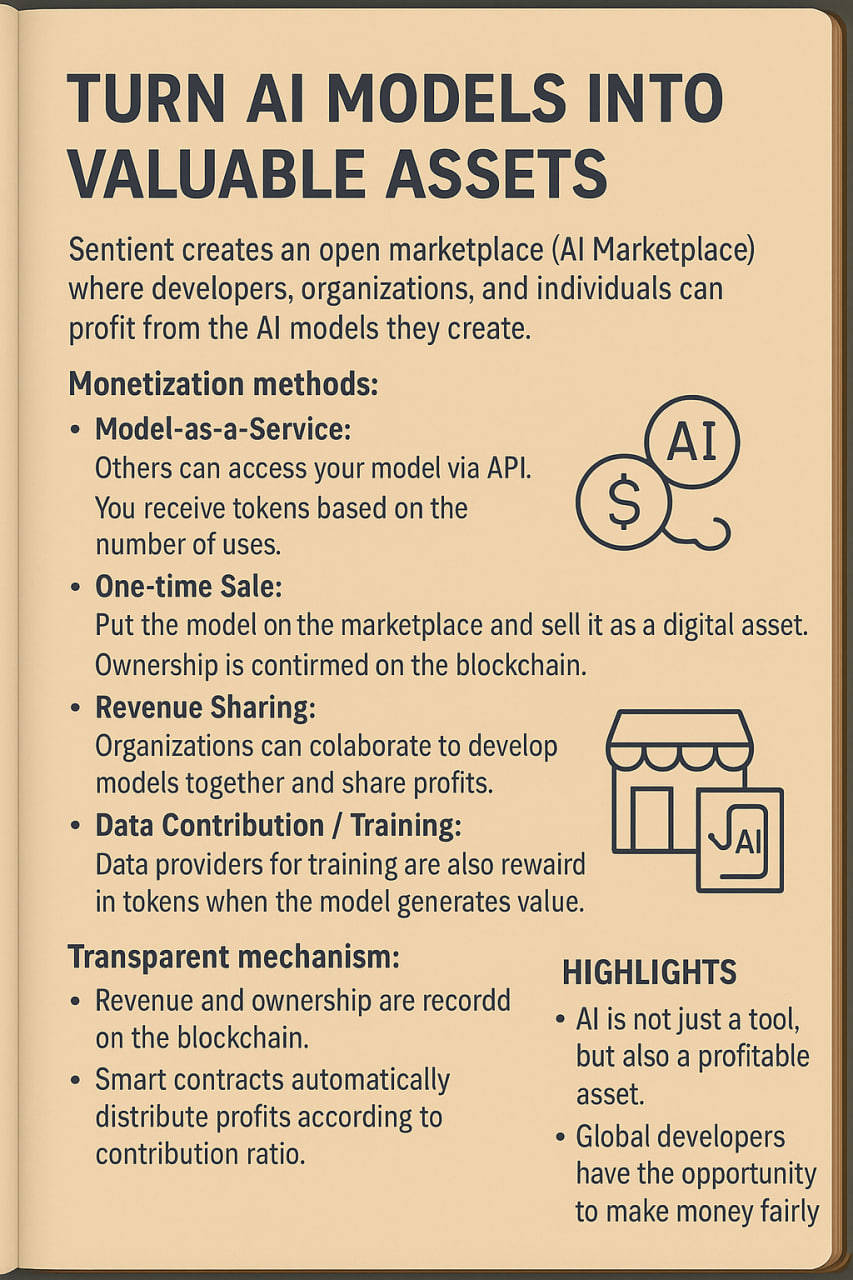 TURN AI MODELS INTO
VALUABLE ASSETS
Sentient creates an open marketplace (AI Marketplace)
where developers, organizations, and individuals can
profit from the AI models they create.
Monetization methods:
• Model-as-a-Service:
Others can access your model via API.
You receive tokens based on the
number of uses.
AI
$
• One-time Sale:
Put the model on the marketplace and sell it as a digital asset.
Ownership is contirmed on the blockchain.
• Revenue Sharing:
Organizations can colaborate to develop
models together and share profits.
• Data Contribution / Training:
Data providers for training are also rewaird
in tokens when the model generates value.
AI
Transparent mechanism:
• Revenue and ownership are recordd
on the blockchain.
• Smart contracts automatically
distribute profits according to
contribution ratio.
HIGHLIGHTS
• AI is not just a tool,
but also a profitable
asset.
• Global developers
have the opportunity
to make money fairly